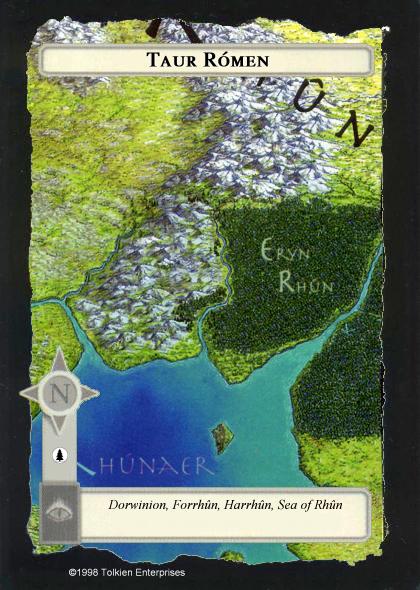 TAUR RÓMEN
O
N
ERYN
RHÛN
N
RHÚNAER
Dorwinion, Forrhûn, Harrhûn, Sea of Rhûn
©1998 Tolkien Enterprises